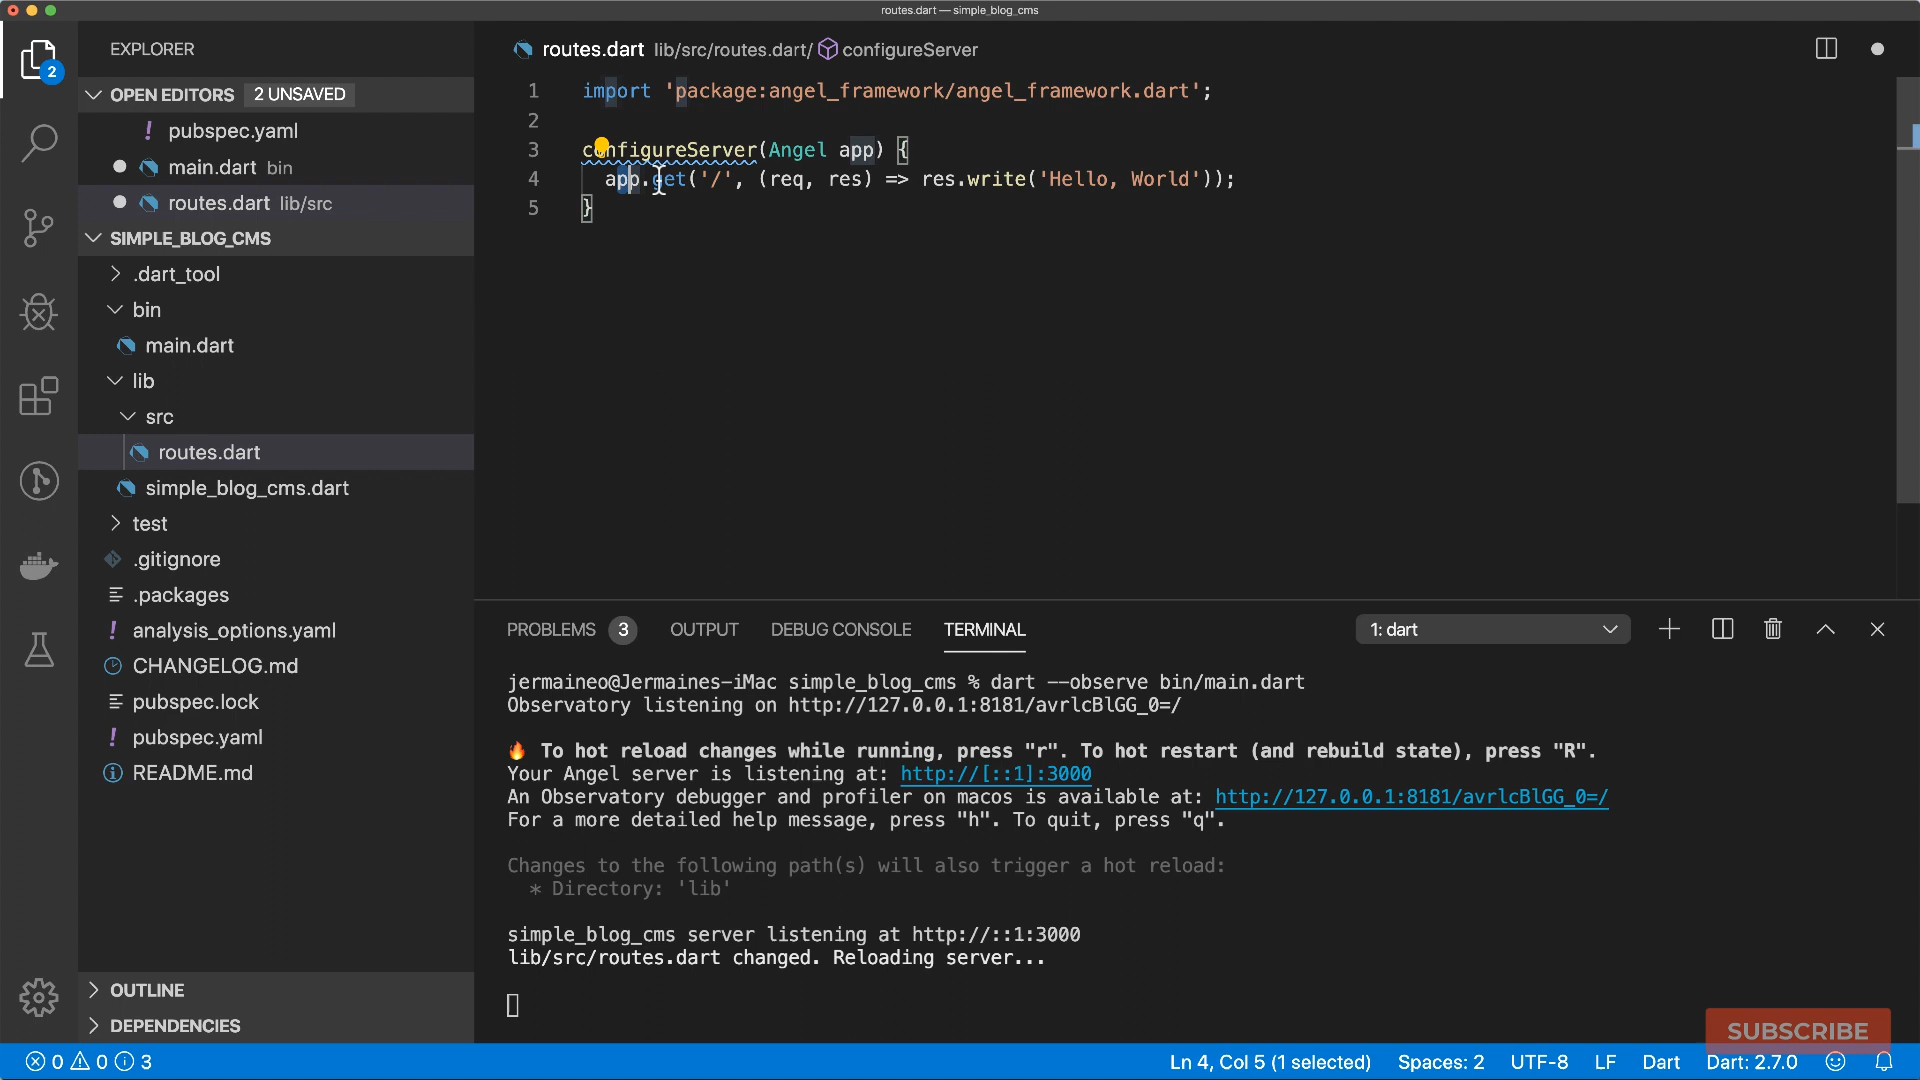 routes.dart — simple_blog_cms
EXPLORER
OPEN EDITORS 2 UNSAVED
! pubspec.yaml
main.dart bin
routes.dart lib/src
SIMPLE_BLOG_CMS
.dart_tool
bin
main.dart
lib
src
routes.dart
simple_blog_cms.dart
test
.gitignore
.packages
! analysis_options.yaml
CHANGELOG.md
pubspec.lock
! pubspec.yaml
README.md
OUTLINE
DEPENDENCIES
2
routes.dart lib/src/routes.dart/ configureServer
1 import 'package:angel_framework/angel_framework.dart';
2
3 configureServer(Angel app) {
4 app.get('/', (req, res) => res.write('Hello, World'));
5 }
PROBLEMS 3 OUTPUT DEBUG CONSOLE TERMINAL 1: dart
jermaineo@Jermaines-iMac simple_blog_cms % dart --observe bin/main.dart
Observatory listening on http://127.0.0.1:8181/avrlcBlGG_0=/
🔥 To hot reload changes while running, press "r". To hot restart (and rebuild state), press "R".
Your Angel server is listening at: http://[::1]:3000
An Observatory debugger and profiler on macos is available at: http://127.0.0.1:8181/avrlcBlGG_0=/
For a more detailed help message, press "h". To quit, press "q".
Changes to the following path(s) will also trigger a hot reload:
* Directory: 'lib'
simple_blog_cms server listening at http://::1:3000
lib/src/routes.dart changed. Reloading server...
SUBSCRIBE
0 0 3 Ln 4, Col 5 (1 selected) Spaces: 2 UTF-8 LF Dart Dart: 2.7.0